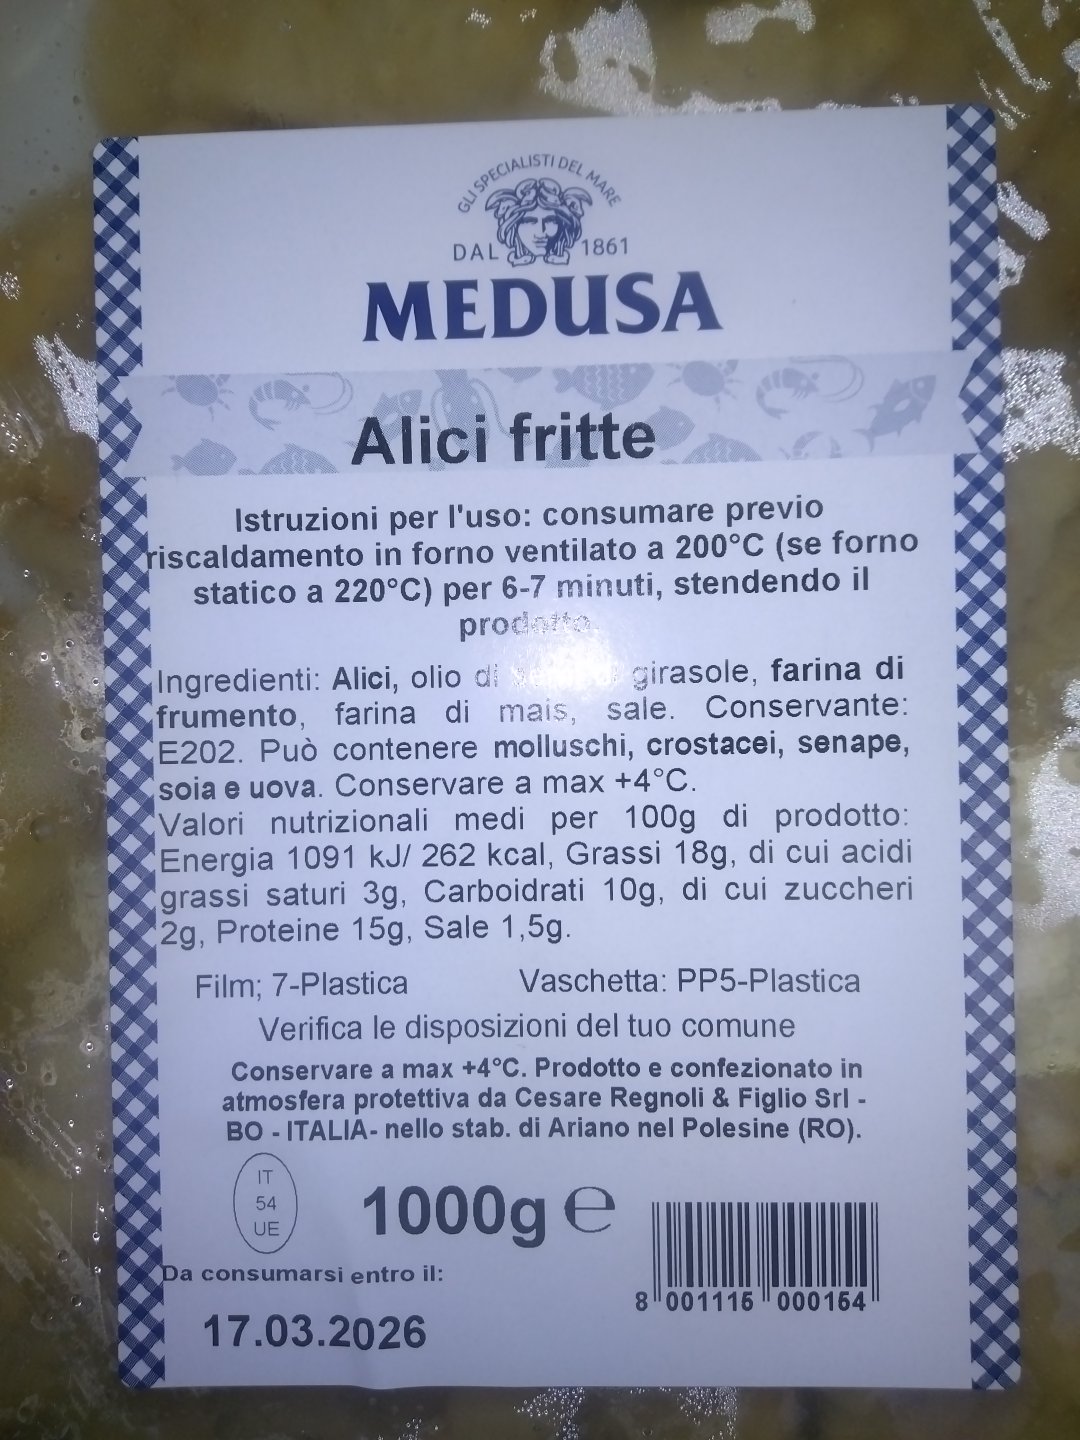 GLI SPECIALISTI DEL MARE
DAL 1861
MEDUSA
Alici fritte
Istruzioni per l'uso: consumare previo
riscaldamento in forno ventilato a 200°C (se forno
statico a 220°C) per 6-7 minuti, stendendo il
prodotto.
Ingredienti: Alici, olio di girasole, farina di
frumento, farina di mais, sale. Conservante:
E202. Può contenere molluschi, crostacei, senape,
soia e uova. Conservare a max +4°C.
Valori nutrizionali medi per 100g di prodotto:
Energia 1091 kJ/ 262 kcal, Grassi 18g, di cui acidi
grassi saturi 3g, Carboidrati 10g, di cui zuccheri
2g, Proteine 15g, Sale 1,5g.
Film; 7-Plastica Vaschetta: PP5-Plastica
Verifica le disposizioni del tuo comune
Conservare a max +4°C. Prodotto e confezionato in
atmosfera protettiva da Cesare Regnoli & Figlio Srl -
BO - ITALIA- nello stab. di Ariano nel Polesine (RO).
IT
54
UE
1000g ℮
Da consumarsi entro il:
17.03.2026
8 001116 000164